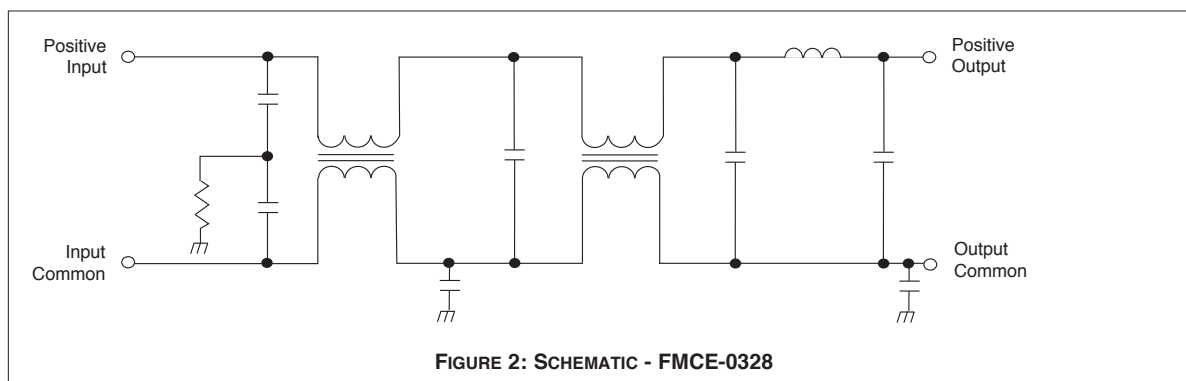 Positive
Input
Positive
Output
Input
Common
Output
Common
FIGURE 2: SCHEMATIC - FMCE-0328